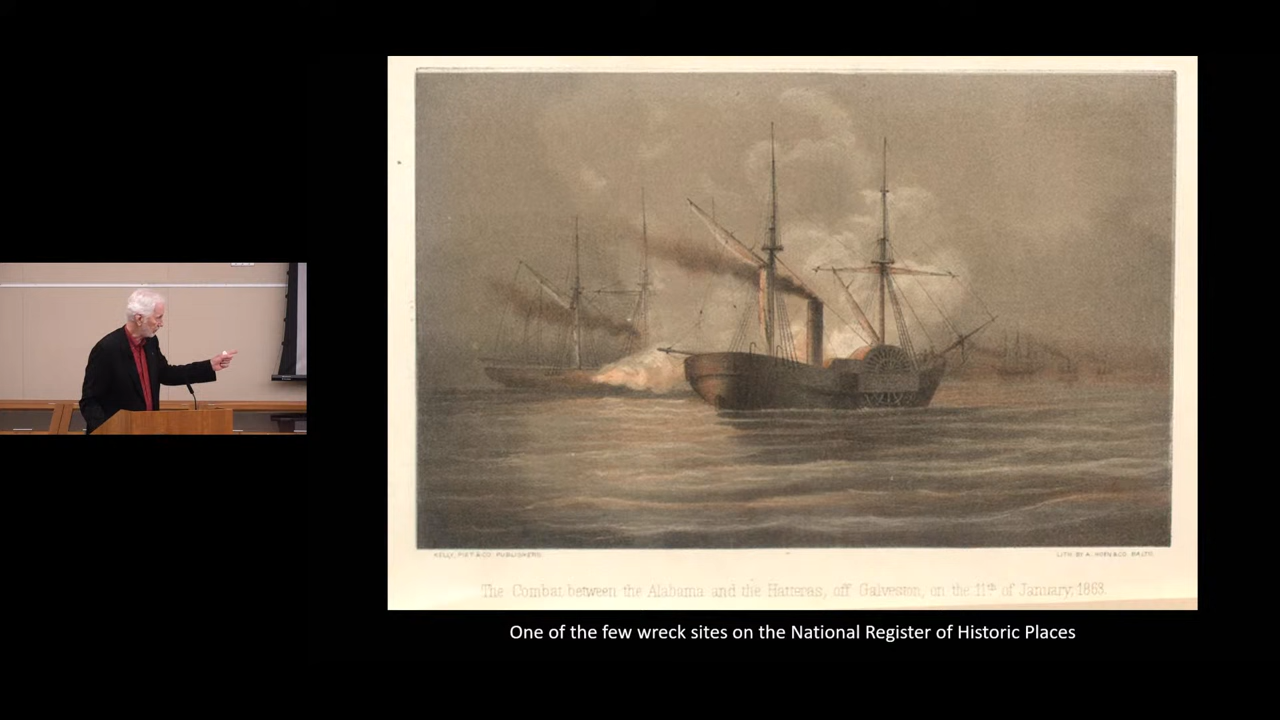 KELLY, PIET & CO. PUBLISHERS.
LITH. BY A. HOEN & CO. BALTO.
The Combat between the Alabama and the Hatteras, off Galveston, on the 11th of January, 1863.
One of the few wreck sites on the National Register of Historic Places